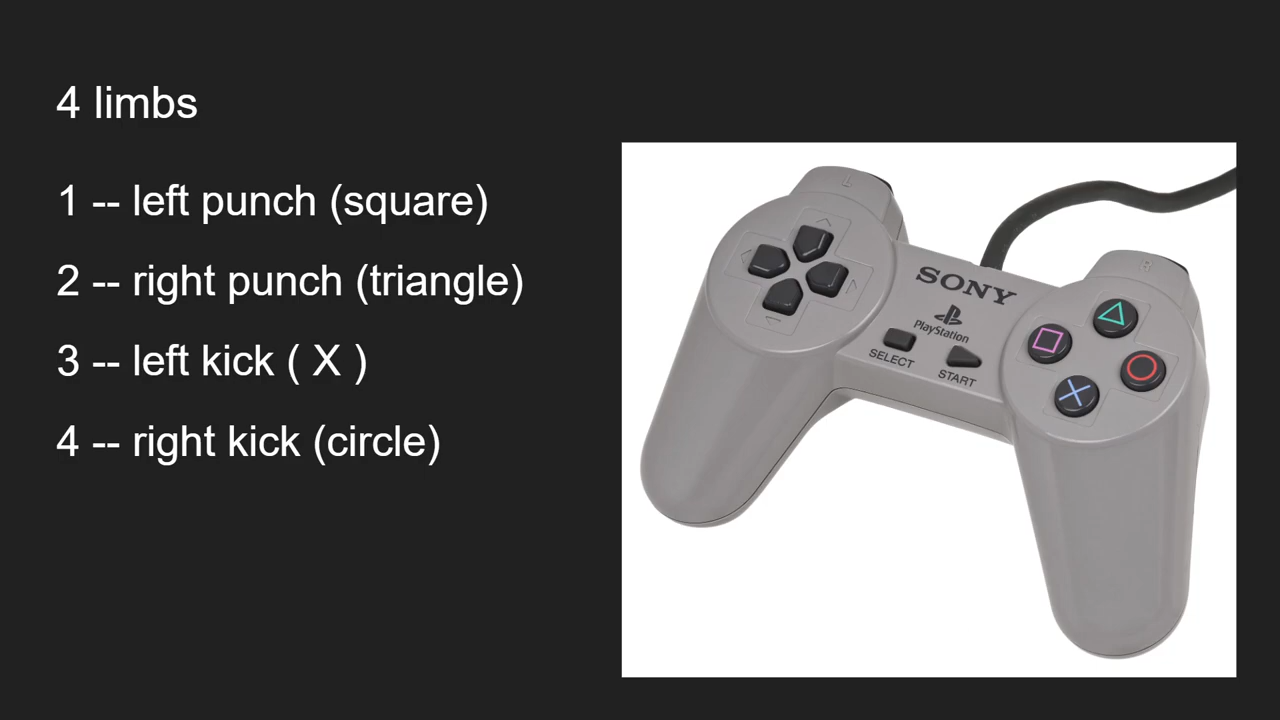 4 limbs
1 -- left punch (square)
2 -- right punch (triangle)
3 -- left kick ( X )
4 -- right kick (circle)
SONY
PlayStation
SELECT
START